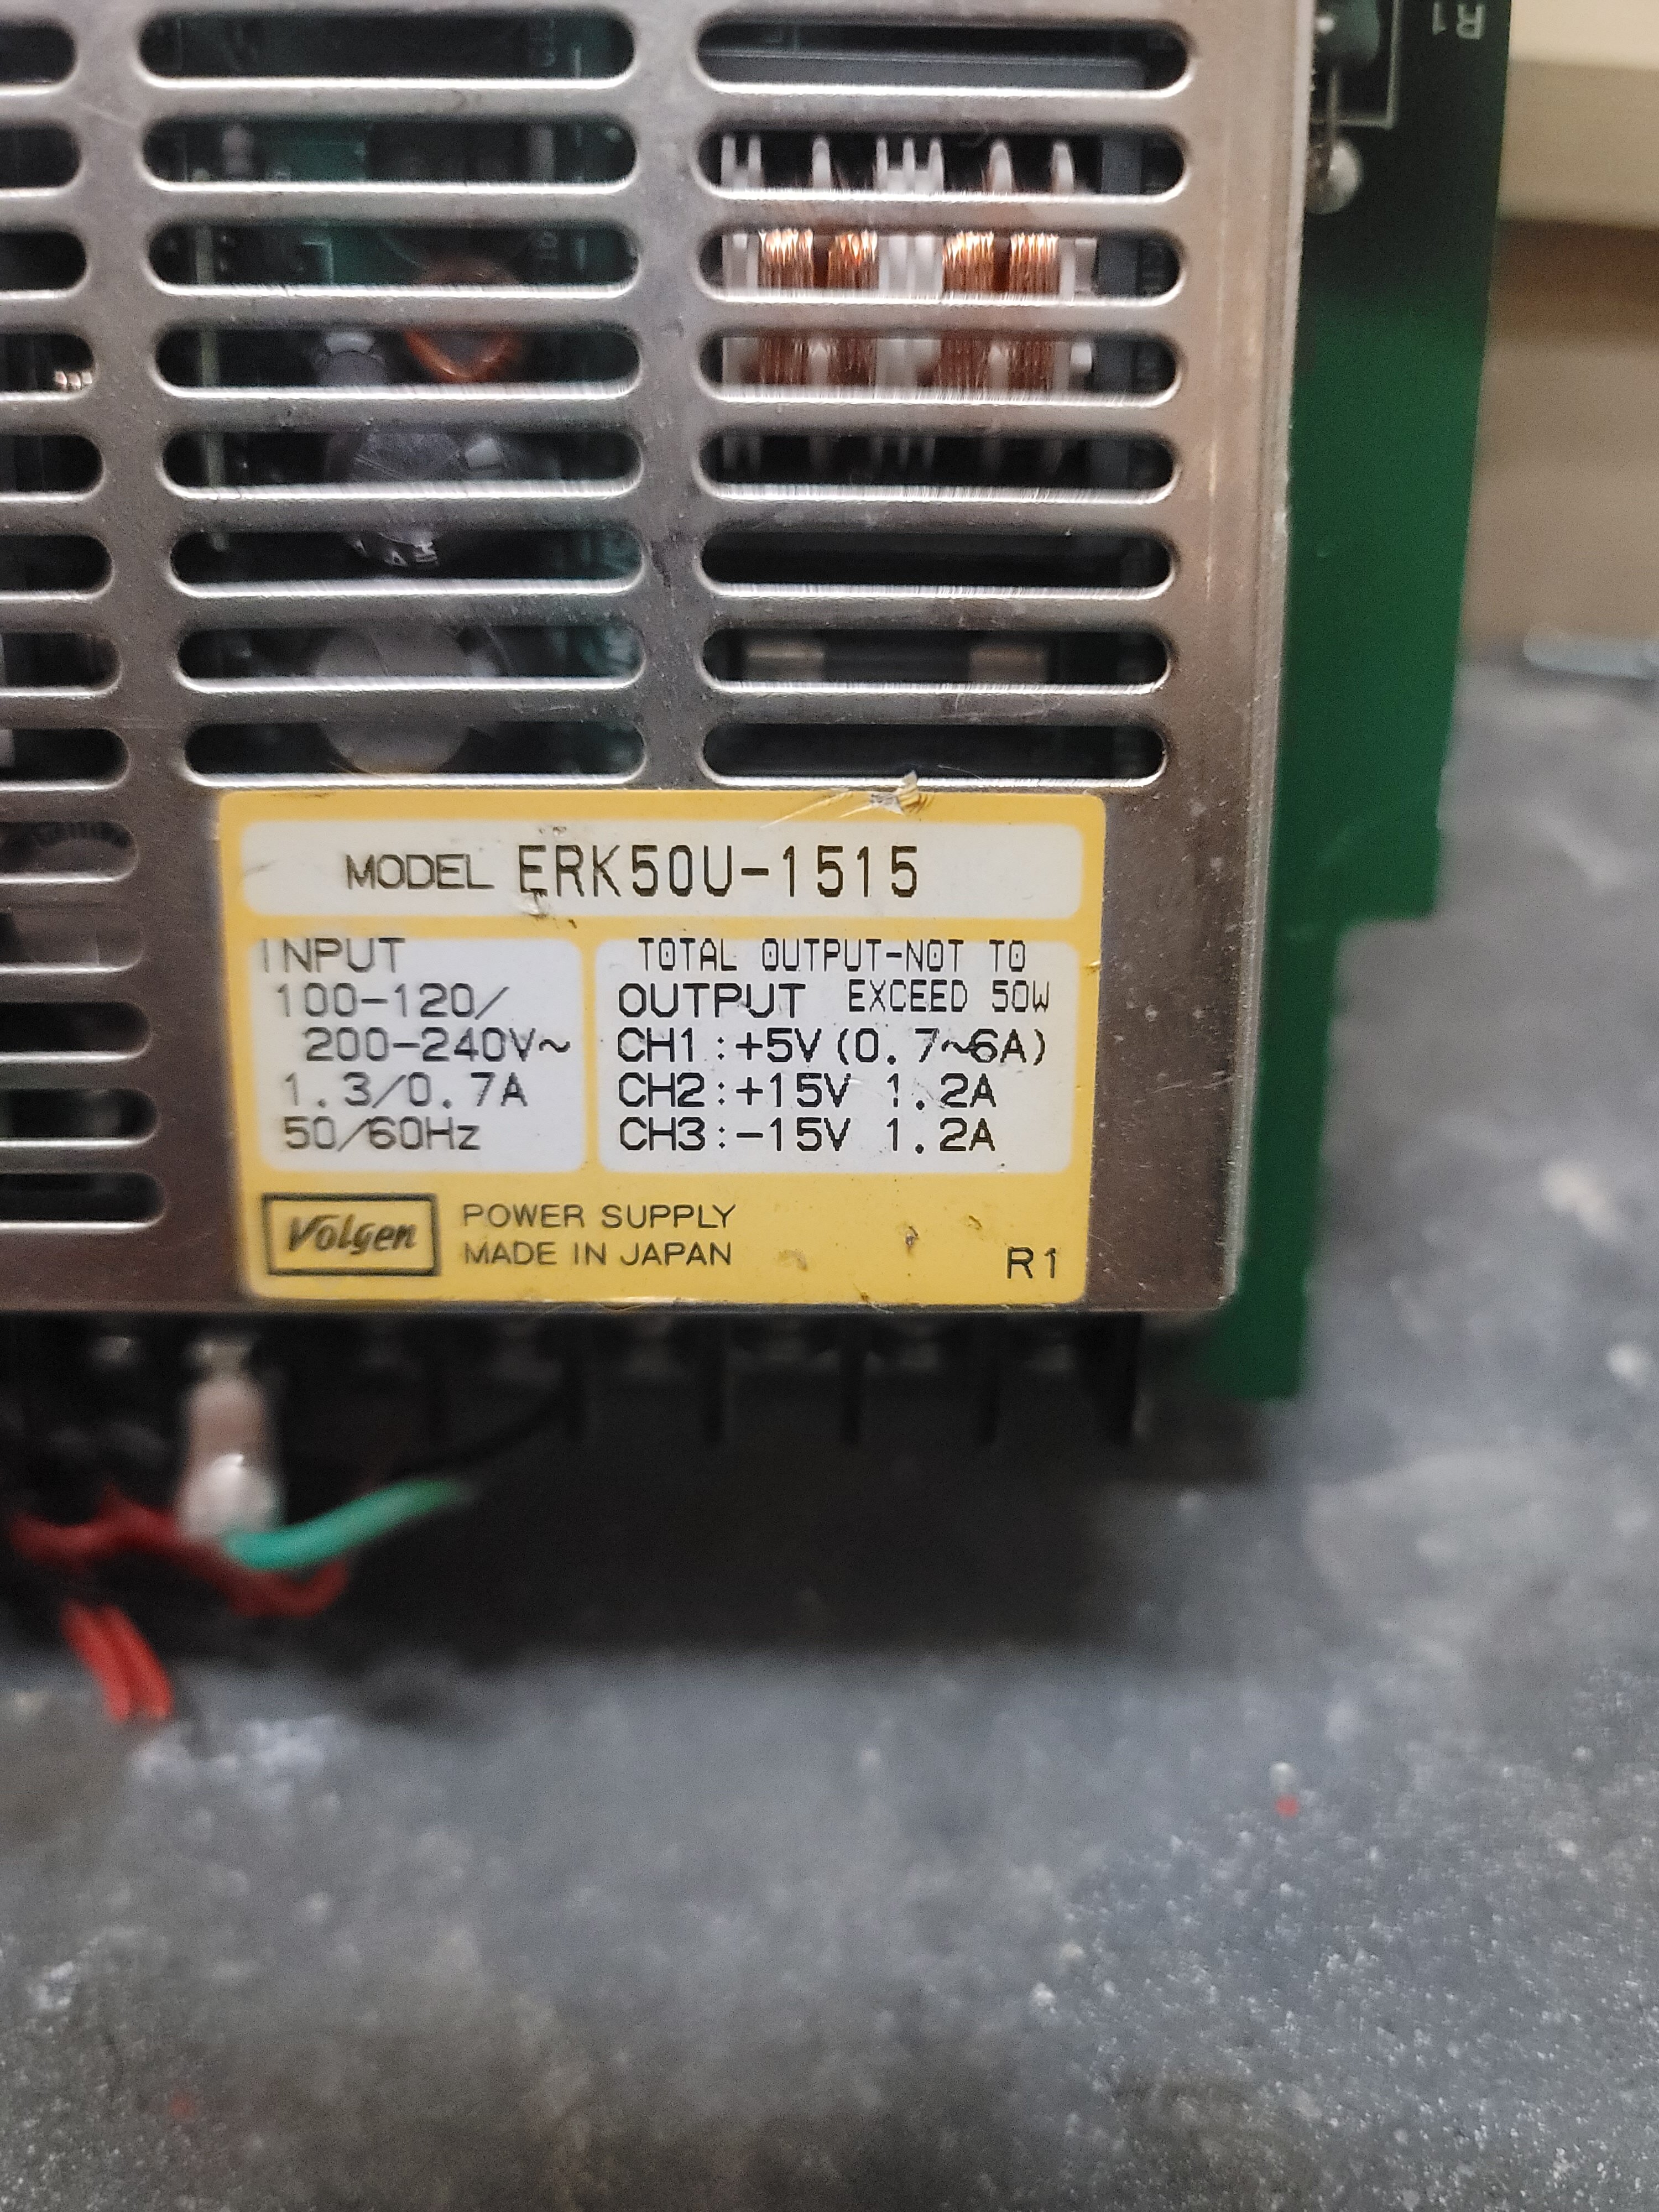 R1
MODEL ERK50U-1515
INPUT
100-120/
200-240V~
1.3/0.7A
50/60Hz
TOTAL OUTPUT-NOT TO
OUTPUT EXCEED 50W
CH1:+5V(0.7~6A)
CH2:+15V 1.2A
CH3:-15V 1.2A
Volgen
POWER SUPPLY
MADE IN JAPAN
R1